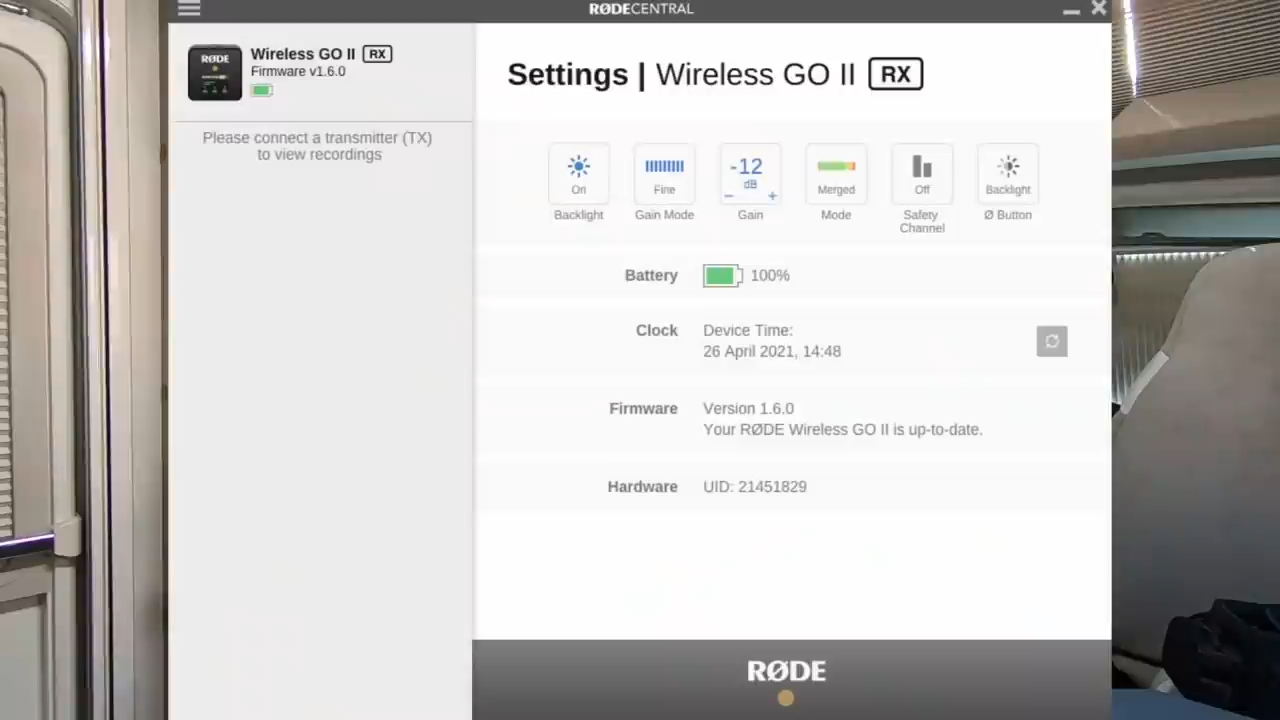 RØDECENTRAL
RØDE
Wireless GO II RX
Firmware v1.6.0
Please connect a transmitter (TX)
to view recordings
Settings | Wireless GO II RX
On
Backlight
Fine
Gain Mode
-12
dB
− +
Gain
Merged
Mode
Off
Safety
Channel
Backlight
Ø Button
Battery 100%
Clock Device Time:
26 April 2021, 14:48
Firmware Version 1.6.0
Your RØDE Wireless GO II is up-to-date.
Hardware UID: 21451829
RØDE